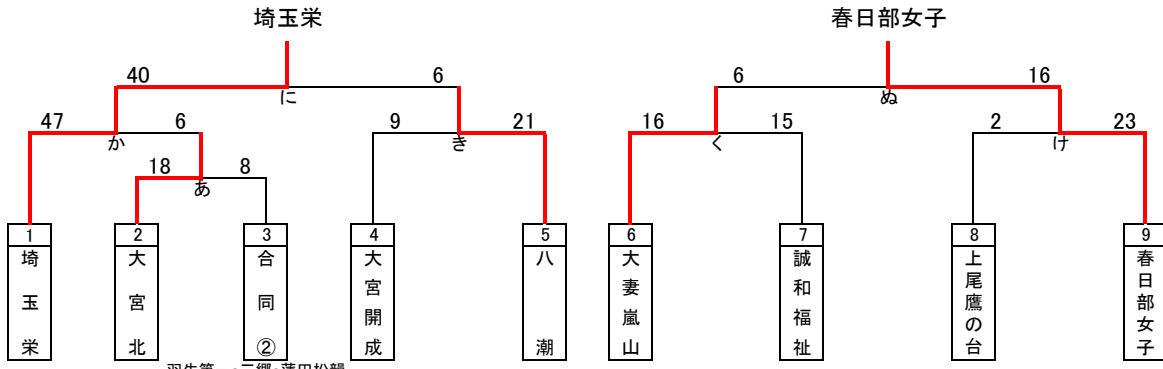 埼玉栄 春日部女子
40 6 6 16
に ぬ
47 6 9 21 16 15 2 23
か き く け
18 8
あ
1 2 3 4 5 6 7 8 9
埼玉栄
大宮北
合同②
大宮開成
八潮
大妻嵐山
誠和福祉
上尾鷹の台
春日部女子